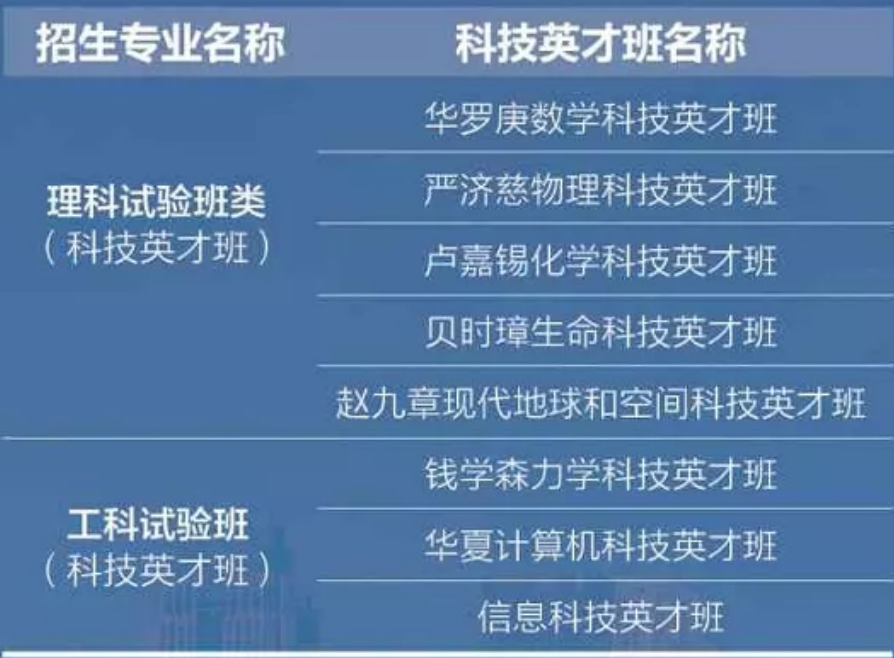 招生专业名称 科技英才班名称
华罗庚数学科技英才班
严济慈物理科技英才班
理科试验班类
（科技英才班）
卢嘉锡化学科技英才班
贝时璋生命科技英才班
赵九章现代地球和空间科技英才班
钱学森力学科技英才班
工科试验班
（科技英才班）
华夏计算机科技英才班
信息科技英才班